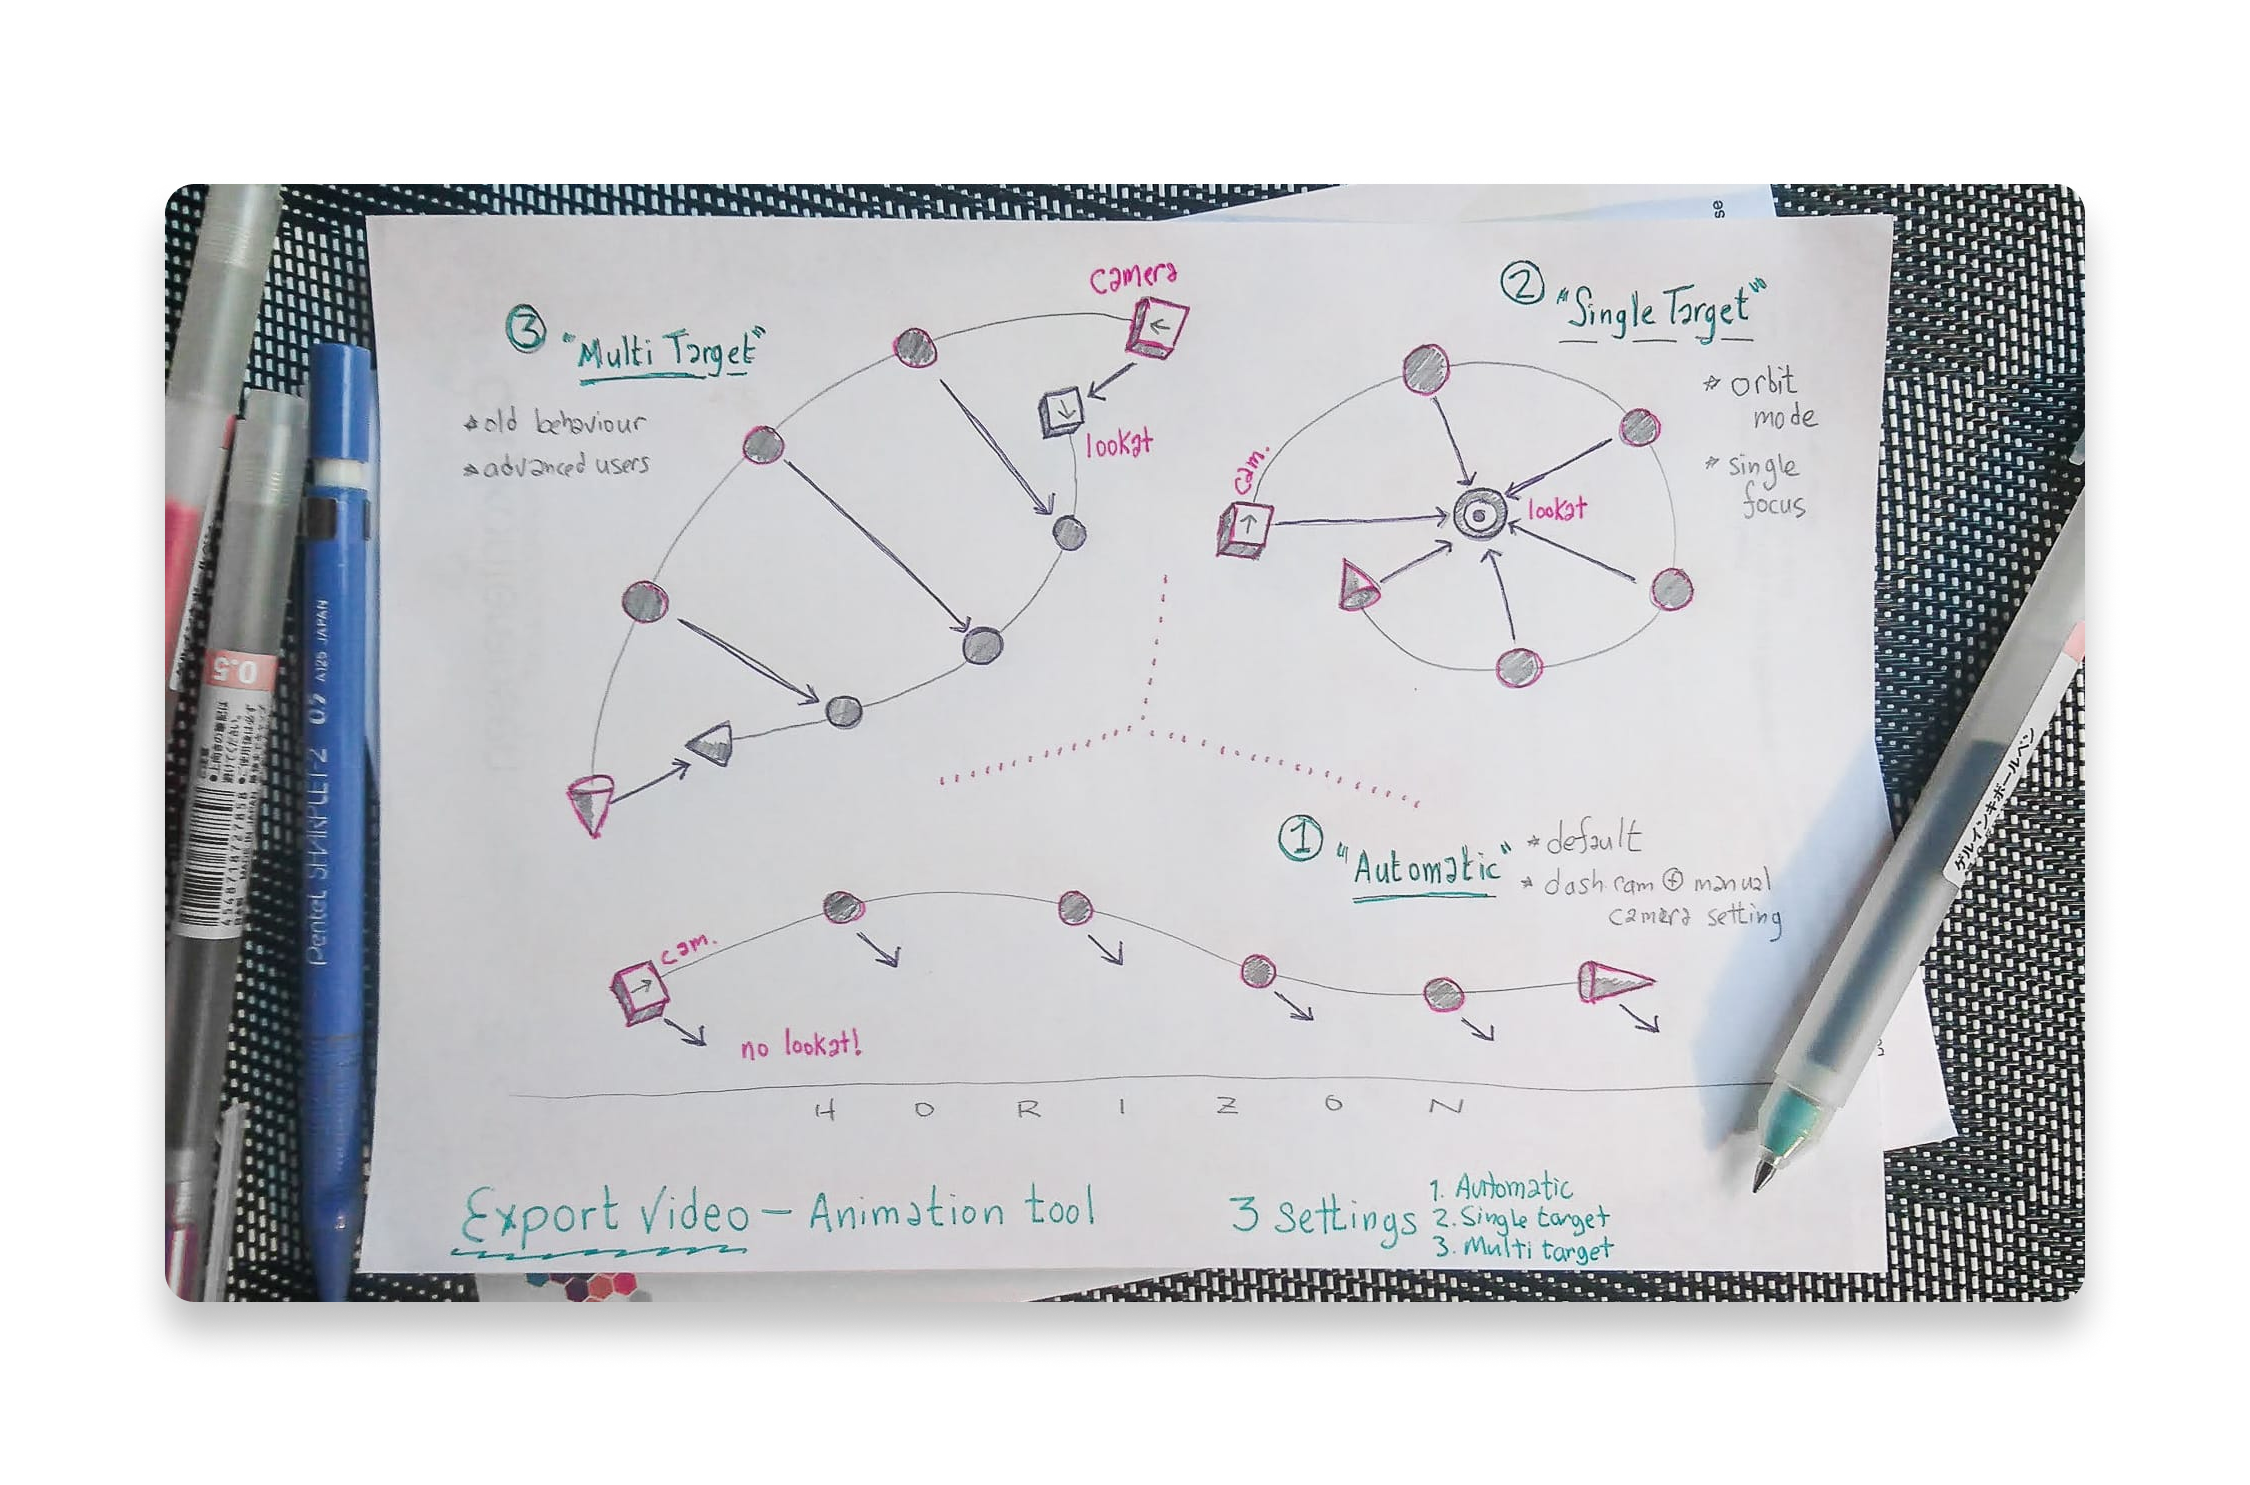 se
camera
③ "Multi Target"
* old behaviour
* advanced users
lookat
② "Single Target"
* orbit
mode
* single
focus
cam.
lookat
① "Automatic"
* default
* dash cam ⊕ manual
camera setting
cam.
no lookat!
H O R I Z O N
Export Video – Animation tool
3 settings
1. Automatic
2. Single target
3. Multi target
0.5
Pentel SHARPLET-2 0.9 A125 JAPAN
4568718727858
ゲルインキボールペン